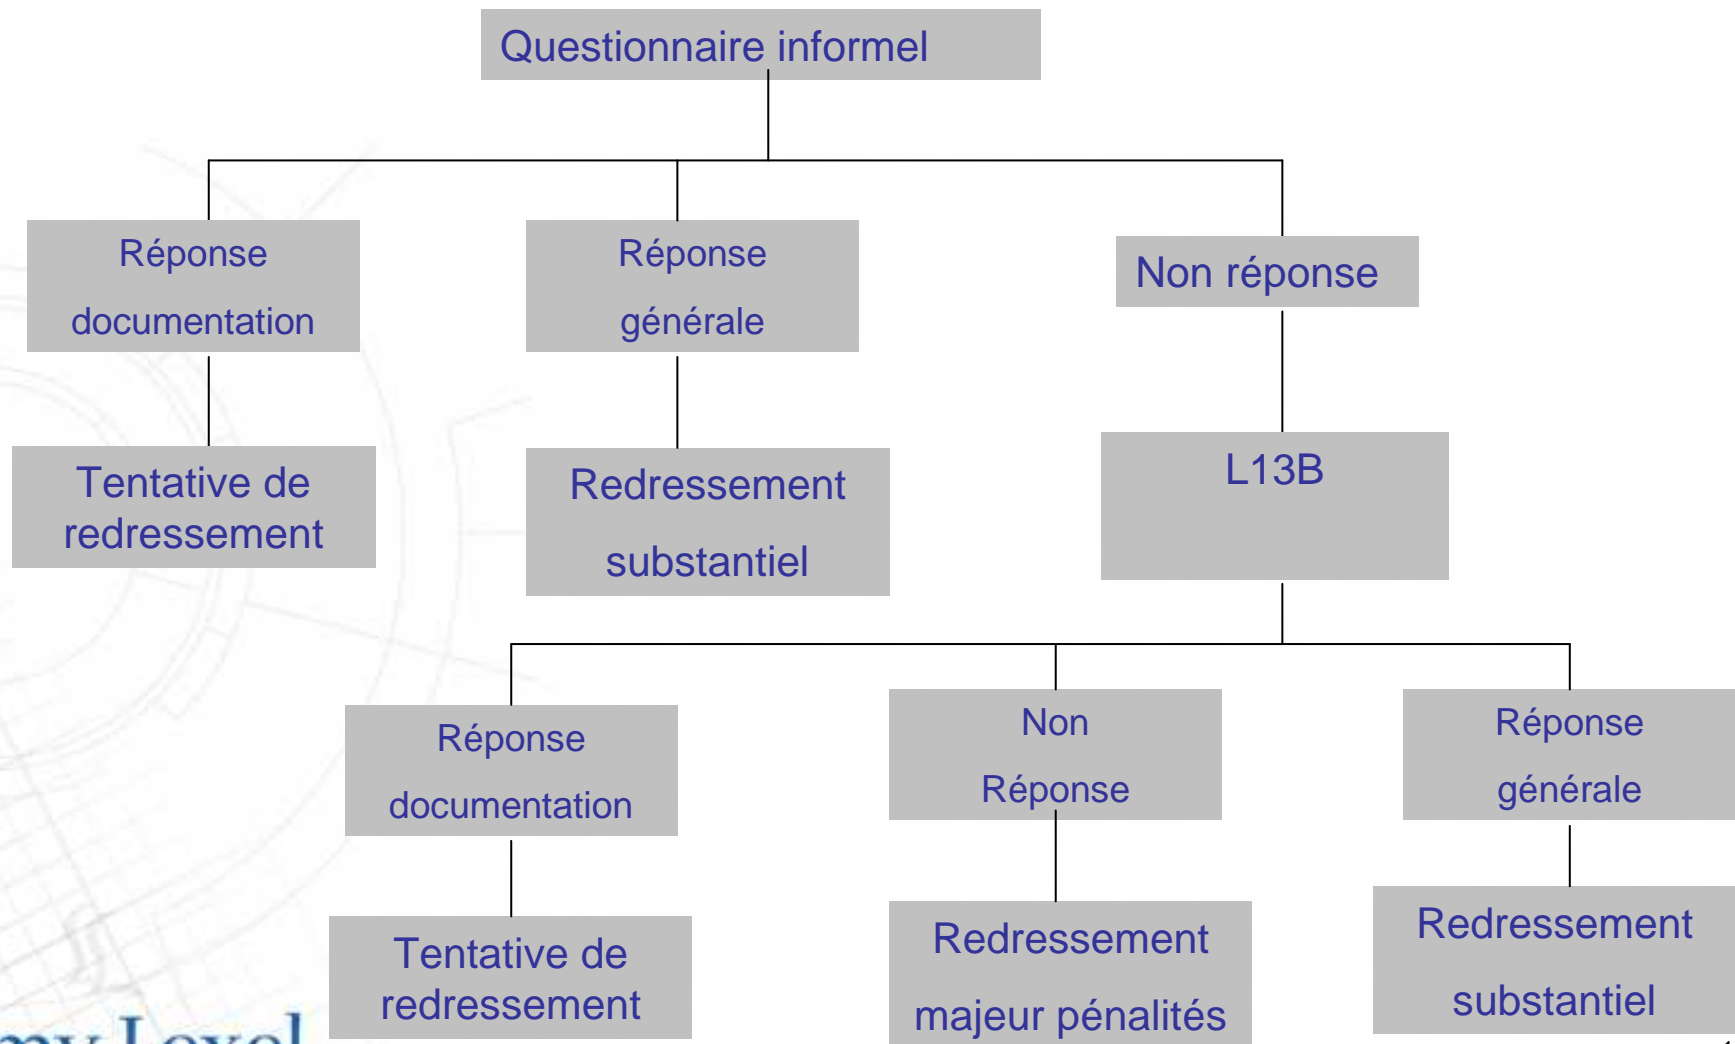 Questionnaire informel
Réponse
documentation
Réponse
générale
Non réponse
Tentative de
redressement
Redressement
substantiel
L13B
Réponse
documentation
Non
Réponse
Réponse
générale
Tentative de
redressement
Redressement
majeur pénalités
Redressement
substantiel